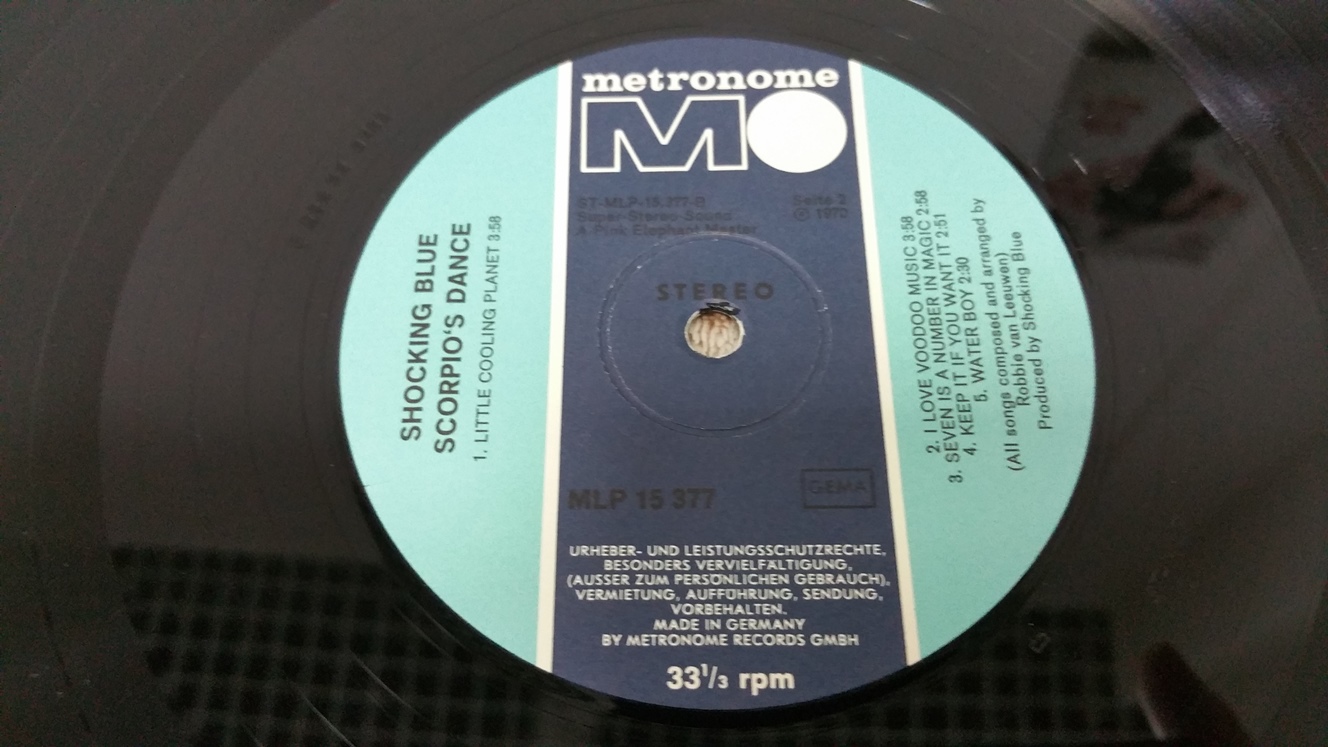 metronome
MO
ST-MLP-15.377-B
Super-Stereo-Sound
A Pink Elephant Master
Seite 2
Ⓟ 1970
STEREO
SHOCKING BLUE
SCORPIO'S DANCE
1. LITTLE COOLING PLANET 3:58
2. I LOVE VOODOO MUSIC 3:58
3. SEVEN IS A NUMBER IN MAGIC 2:58
4. KEEP IT IF YOU WANT IT 2:51
5. WATER BOY 2:30
(All songs composed and arranged by
Robbie van Leeuwen)
Produced by Shocking Blue
MLP 15 377
GEMA
URHEBER- UND LEISTUNGSSCHUTZRECHTE,
BESONDERS VERVIELFÄLTIGUNG,
(AUSSER ZUM PERSÖNLICHEN GEBRAUCH),
VERMIETUNG, AUFFÜHRUNG, SENDUNG,
VORBEHALTEN.
MADE IN GERMANY
BY METRONOME RECORDS GMBH
33⅓ rpm